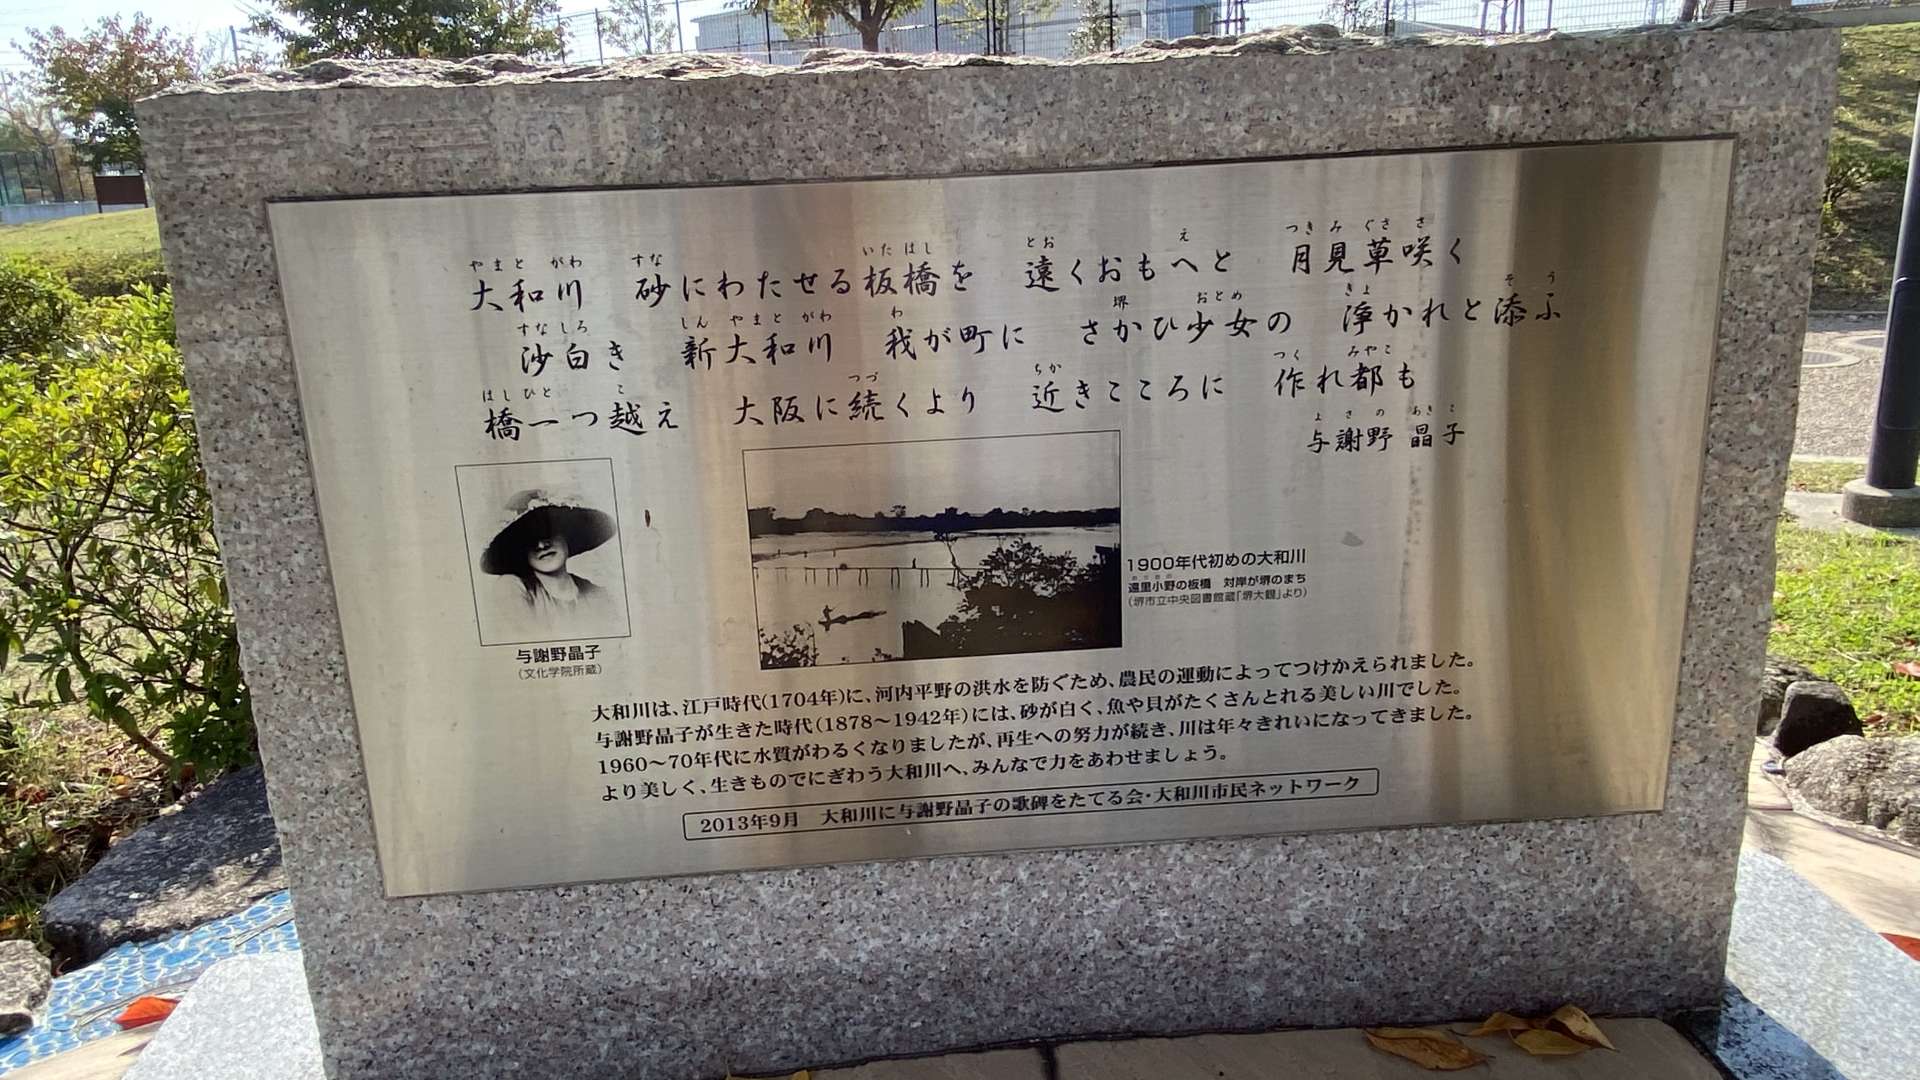 大和川　砂にわたせる板橋を　遠くおもへと　月見草咲く
沙白き　新大和川　我が町に　さかひ少女の　淨かれと添ふ
橋一つ越え　大阪に続くより　近きこころに　作れ都も
与謝野 晶子
与謝野晶子
(文化学院所蔵)
1900年代初めの大和川
遠里小野の板橋　対岸が堺のまち
(堺市立中央図書館蔵「堺大観」より)
大和川は、江戸時代(1704年)に、河内平野の洪水を防ぐため、農民の運動によってつけかえられました。
与謝野晶子が生きた時代(1878〜1942年)には、砂が白く、魚や貝がたくさんとれる美しい川でした。
1960〜70年代に水質がわるくなりましたが、再生への努力が続き、川は年々きれいになってきました。
より美しく、生きものでにぎわう大和川へ、みんなで力をあわせましょう。
2013年9月　大和川に与謝野晶子の歌碑をたてる会・大和川市民ネットワーク